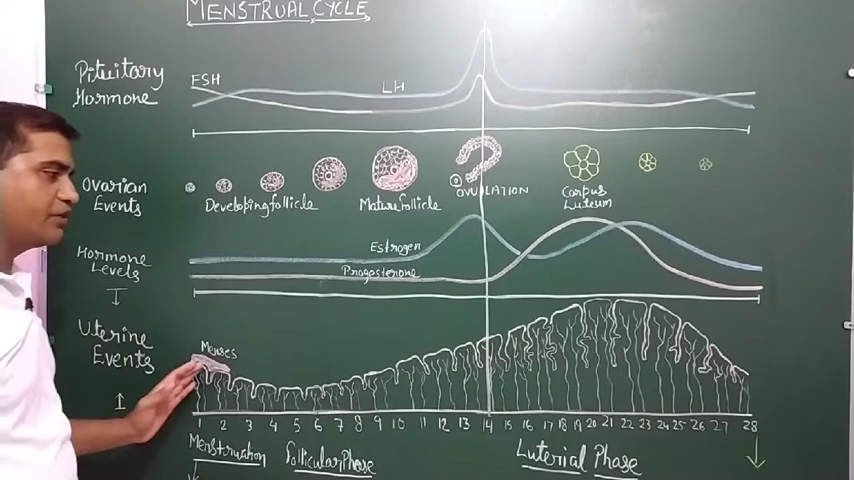 MENSTRUAL CYCLE
Pituitary
Hormone
FSH
LH
Ovarian
Events
Developing follicle
Mature follicle
OVULATION
Corpus
Luteum
Hormone
Levels
Estrogen
Progesterone
Uterine
Events
Menses
1 2 3 4 5 6 7 8 9 10 11 12 13 14 15 16 17 18 19 20 21 22 23 24 25 26 27 28
Menstruation
Follicular Phase
Luterial Phase